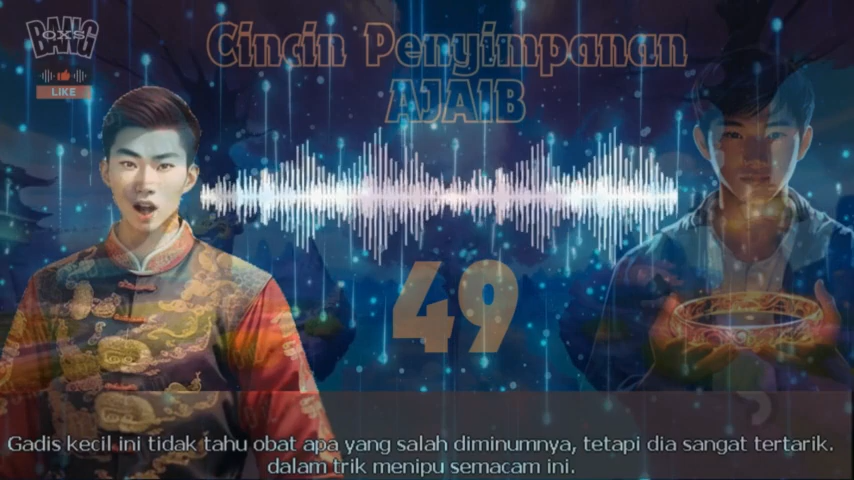 BANG
OXS
LIKE
Cincin Penyimpanan
AJAIB
49
Gadis kecil ini tidak tahu obat apa yang salah diminumnya, tetapi dia sangat tertarik.
dalam trik menipu semacam ini.